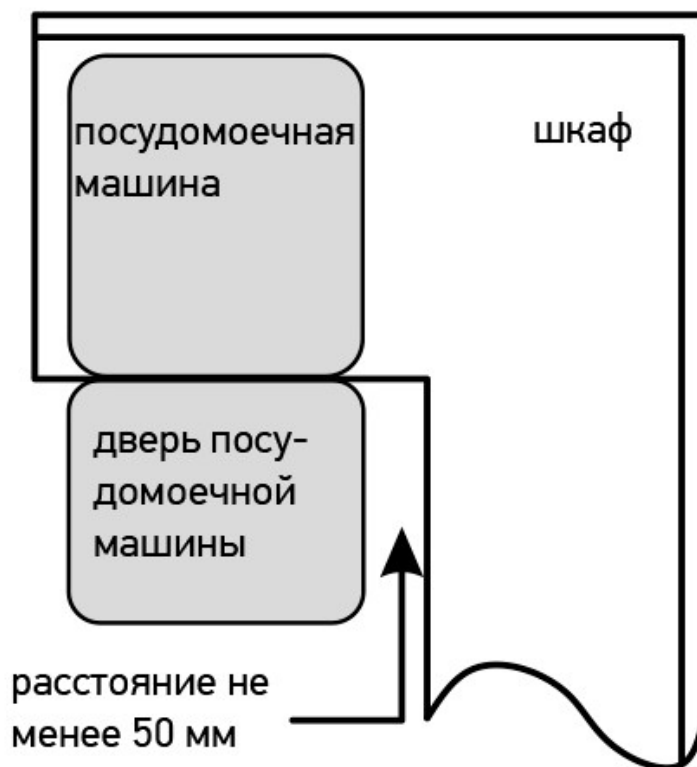 посудомоечная
машина
шкаф
дверь посу-
домоечной
машины
расстояние не
менее 50 мм